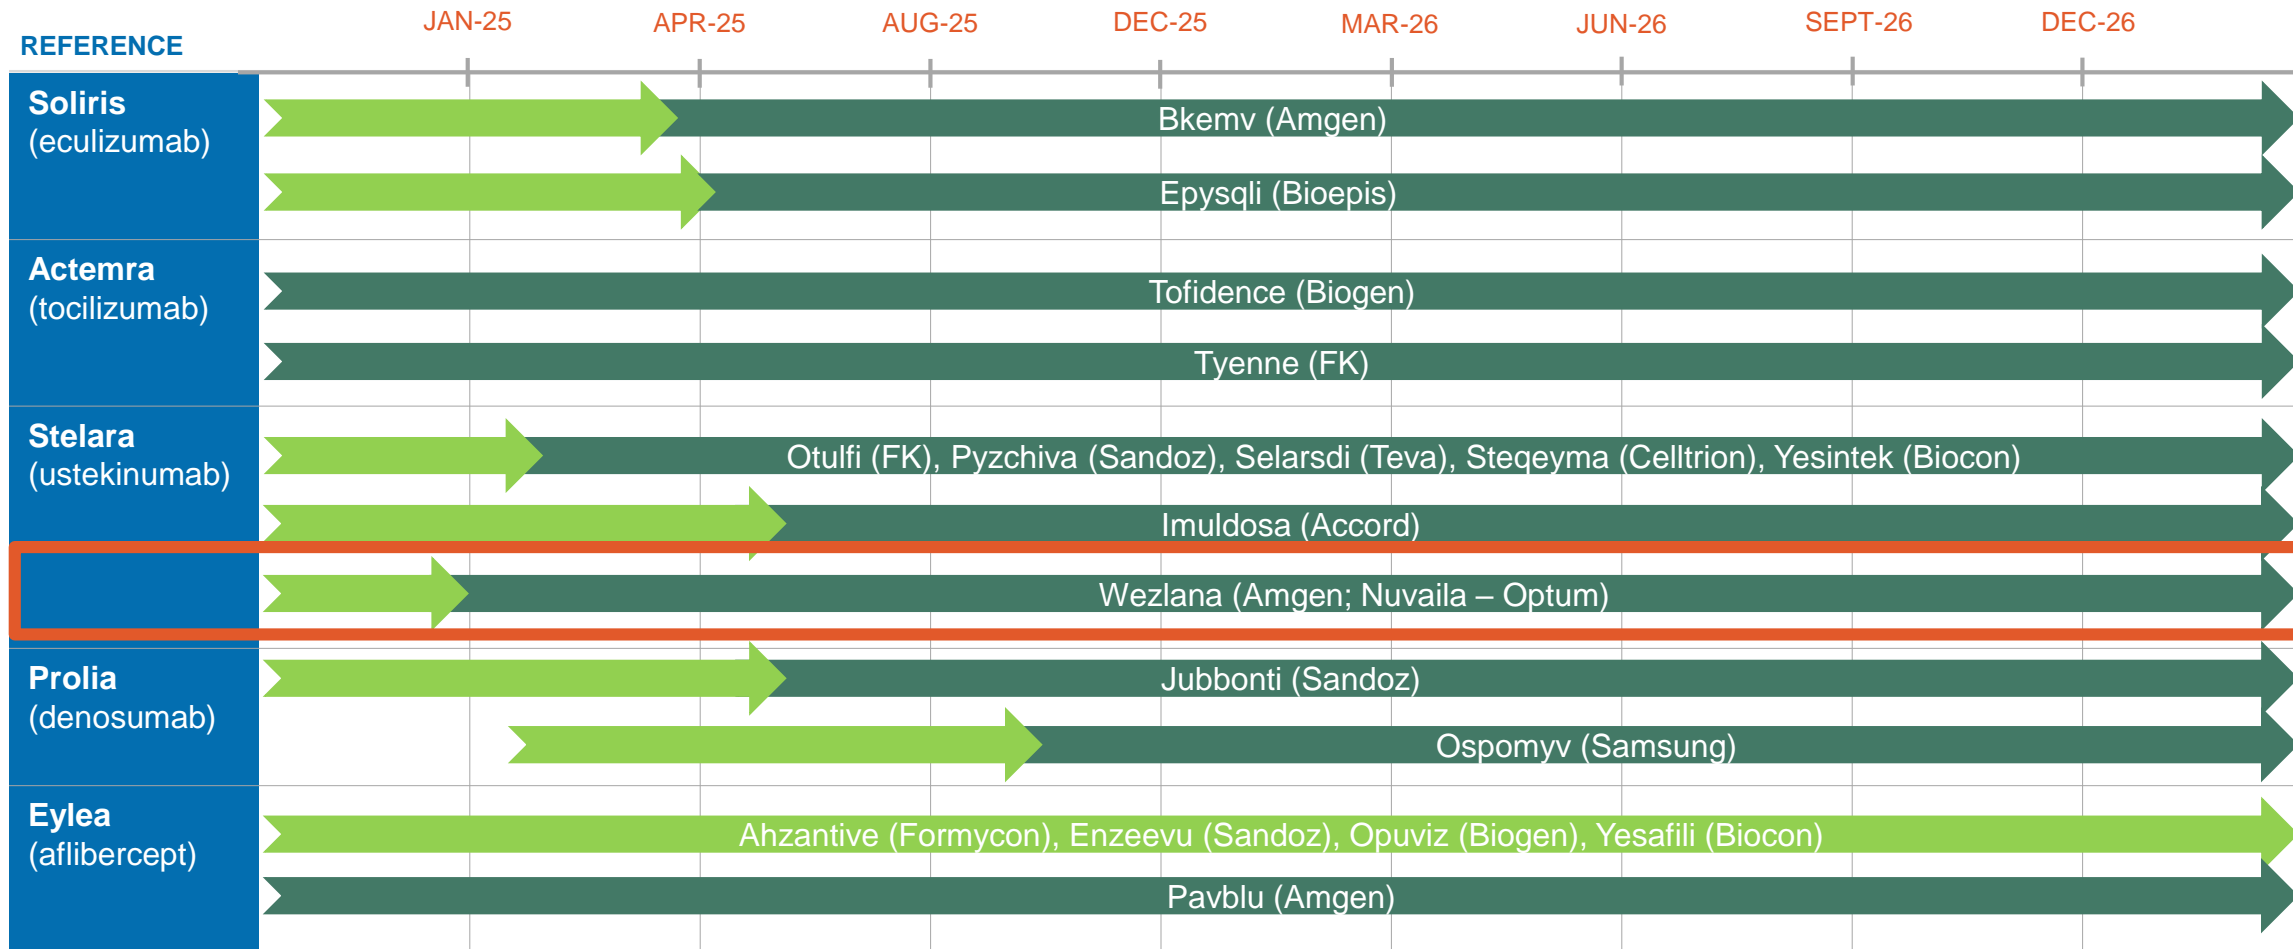 JAN-25 APR-25 AUG-25 DEC-25 MAR-26 JUN-26 SEPT-26 DEC-26
REFERENCE
Soliris
(eculizumab)
Bkemv (Amgen)
Epysqli (Bioepis)
Actemra
(tocilizumab)
Tofidence (Biogen)
Tyenne (FK)
Stelara
(ustekinumab)
Otulfi (FK), Pyzchiva (Sandoz), Selarsdi (Teva), Steqeyma (Celltrion), Yesintek (Biocon)
Imuldosa (Accord)
Wezlana (Amgen; Nuvaila – Optum)
Prolia
(denosumab)
Jubbonti (Sandoz)
Ospomyv (Samsung)
Eylea
(aflibercept)
Ahzantive (Formycon), Enzeevu (Sandoz), Opuviz (Biogen), Yesafili (Biocon)
Pavblu (Amgen)